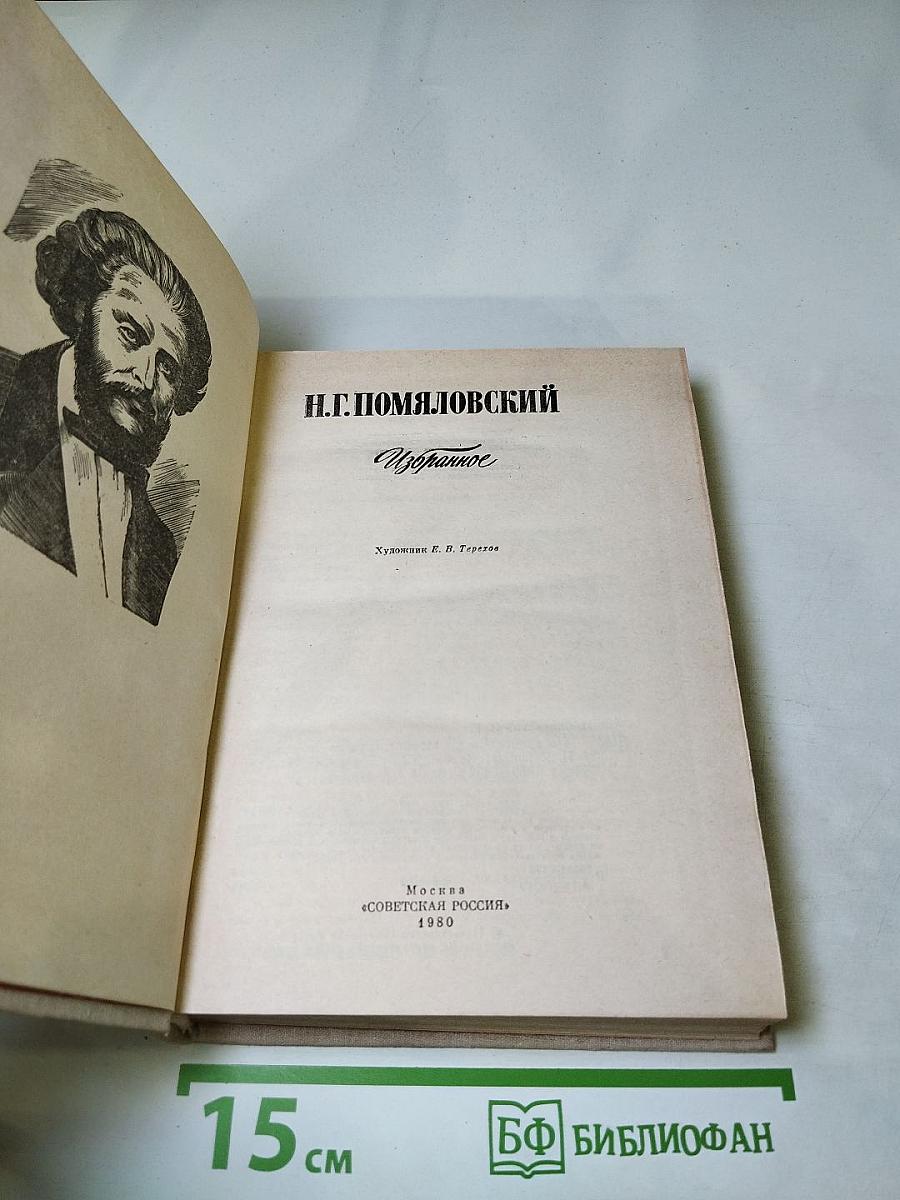 Н.Г.ПОМЯЛОВСКИЙ
Избранное
Художник Е. В. Терехов
Москва
«СОВЕТСКАЯ РОССИЯ»
1980
15 см
БФ БИБЛИОФАН